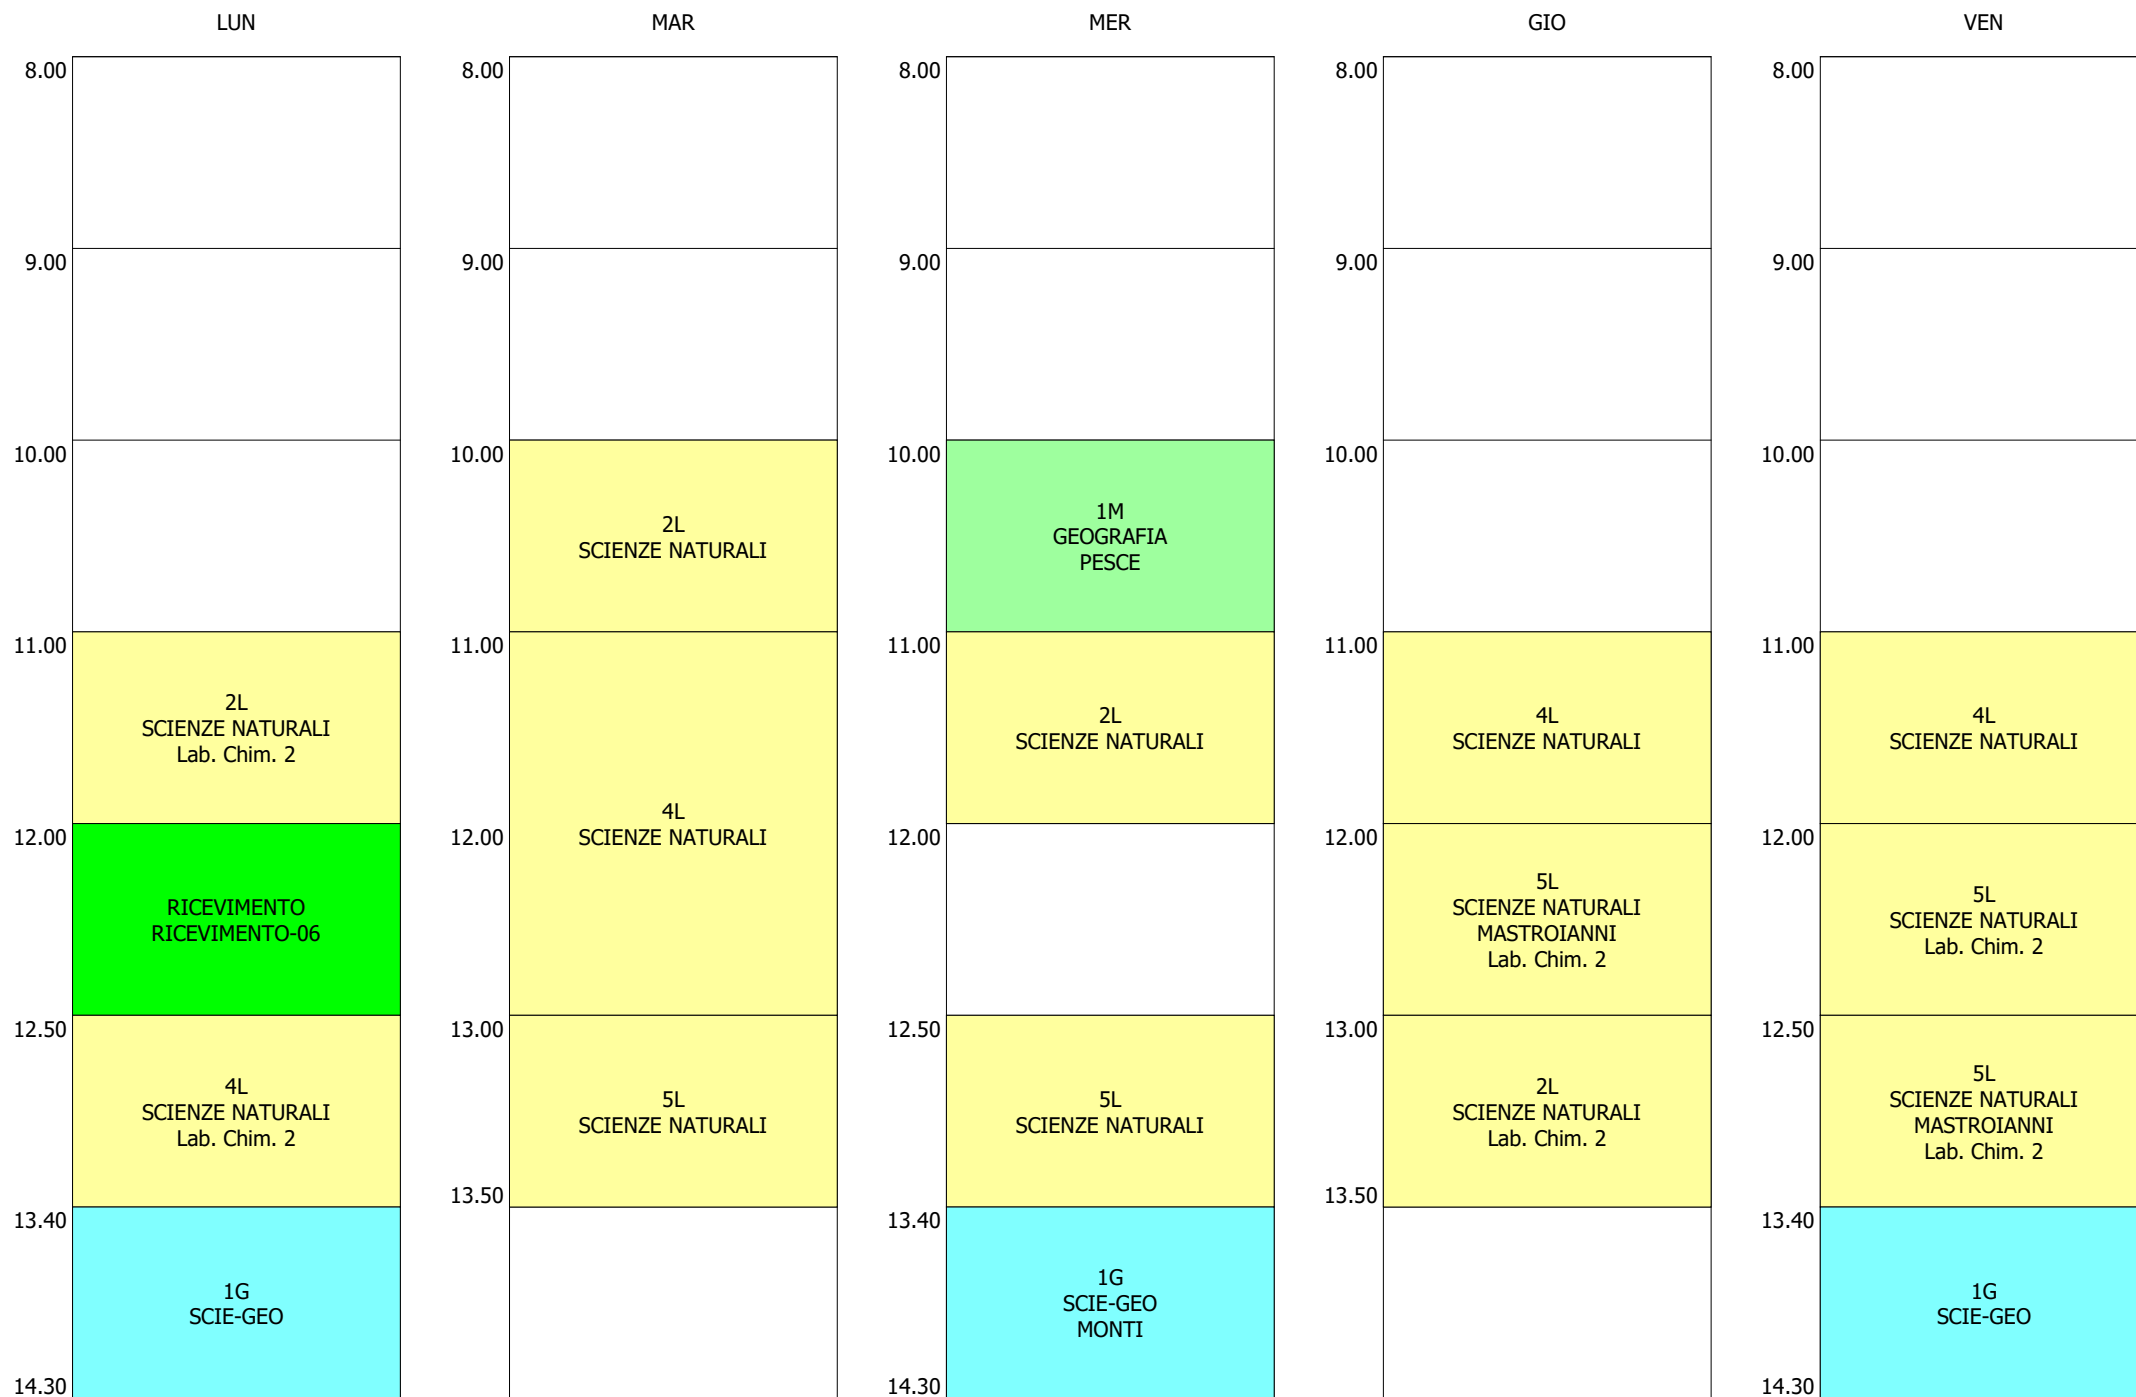 LUN
MAR
MER
GIO
VEN
8.00
8.00
8.00
8.00
8.00
9.00
9.00
9.00
9.00
9.00
10.00
10.00
2L
SCIENZE NATURALI
10.00
1M
GEOGRAFIA
PESCE
10.00
10.00
11.00
2L
SCIENZE NATURALI
Lab. Chim. 2
11.00
4L
SCIENZE NATURALI
11.00
2L
SCIENZE NATURALI
11.00
4L
SCIENZE NATURALI
11.00
4L
SCIENZE NATURALI
12.00
RICEVIMENTO
RICEVIMENTO-06
12.00
12.00
12.00
5L
SCIENZE NATURALI
MASTROIANNI
Lab. Chim. 2
12.00
5L
SCIENZE NATURALI
Lab. Chim. 2
12.50
4L
SCIENZE NATURALI
Lab. Chim. 2
13.00
5L
SCIENZE NATURALI
12.50
5L
SCIENZE NATURALI
13.00
2L
SCIENZE NATURALI
Lab. Chim. 2
12.50
5L
SCIENZE NATURALI
MASTROIANNI
Lab. Chim. 2
13.40
1G
SCIE-GEO
13.50
13.40
1G
SCIE-GEO
MONTI
13.50
13.40
1G
SCIE-GEO
14.30
14.30
14.30